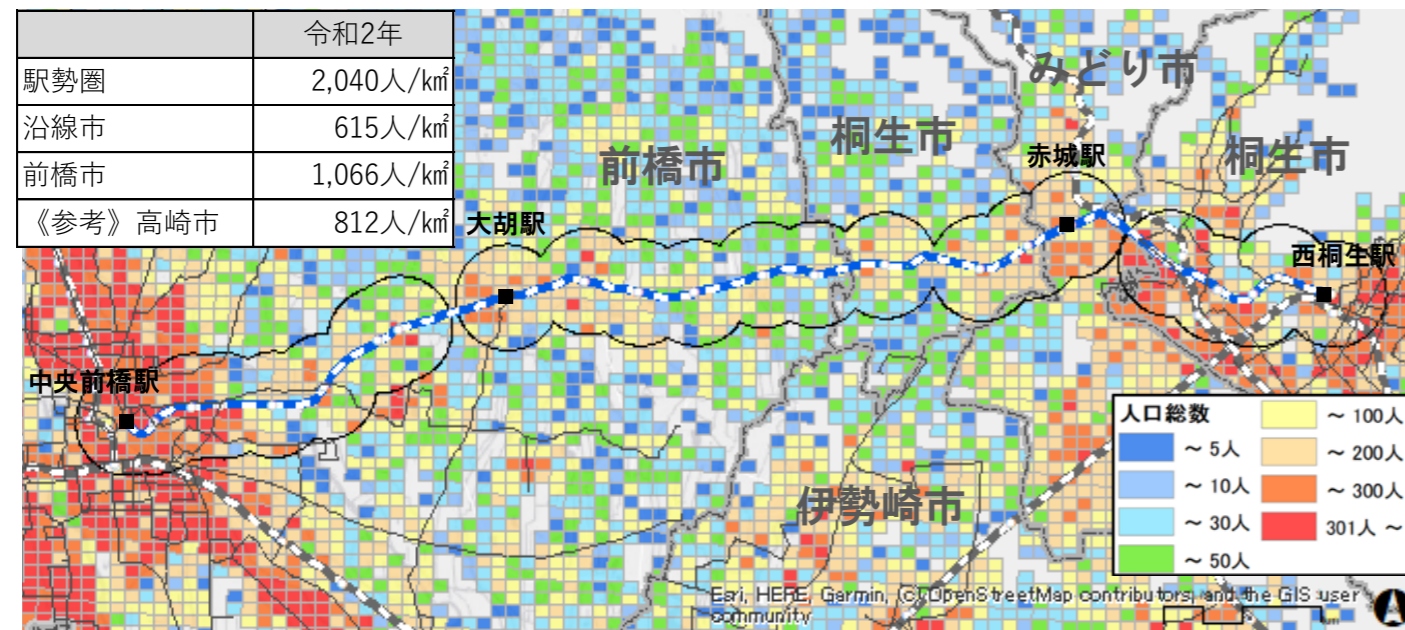 令和2年
駅勢圏 2,040人/㎢
沿線市 615人/㎢
前橋市 1,066人/㎢
《参考》高崎市 812人/㎢
みどり市
桐生市
前橋市
赤城駅
桐生市
大胡駅
西桐生駅
中央前橋駅
伊勢崎市
人口総数
～ 5人
～ 10人
～ 30人
～ 50人
～ 100人
～ 200人
～ 300人
301人 ～
Esri, HERE, Garmin, (c) OpenStreetMap contributors, and the GIS user
community